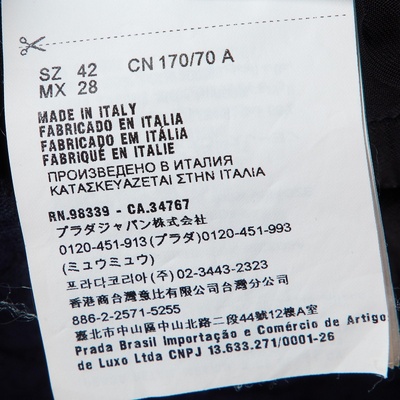 SZ 42 CN 170/70 A
MX 28
MADE IN ITALY
FABRICADO EN ITALIA
FABRICADO EM ITÁLIA
FABRIQUÉ EN ITALIE
ПРОИЗВЕДЕНО В ИТАЛИЯ
ΚΑΤΑΣΚΕΥΑΖΕΤΑΙ ΣΤΗΝ ΙΤΑΛΙΑ
RN.98339 - CA.34767
プラダジャパン株式会社
0120-451-913(プラダ)0120-451-993
(ミュウミュウ)
프라다코리아(주) 02-3443-2323
香港商台灣慧比有限公司台灣分公司
886-2-2571-5255
臺北市中山區中山北路二段44號12樓A室
Prada Brasil Importação e Comércio de Artigo
de Luxo Ltda CNPJ 13.633.271/0001-26